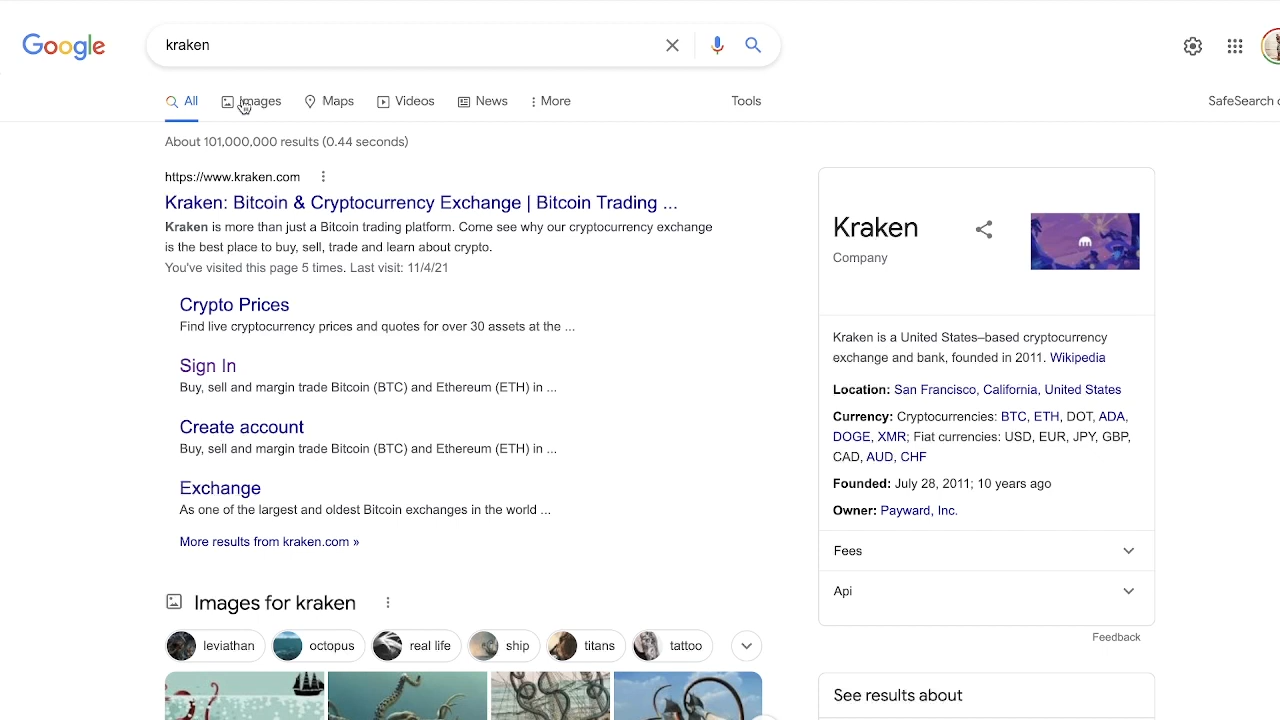 Google
kraken
All Images Maps Videos News More Tools
SafeSearch
About 101,000,000 results (0.44 seconds)
https://www.kraken.com
Kraken: Bitcoin & Cryptocurrency Exchange | Bitcoin Trading ...
Kraken is more than just a Bitcoin trading platform. Come see why our cryptocurrency exchange
is the best place to buy, sell, trade and learn about crypto.
You've visited this page 5 times. Last visit: 11/4/21
Crypto Prices
Find live cryptocurrency prices and quotes for over 30 assets at the ...
Sign In
Buy, sell and margin trade Bitcoin (BTC) and Ethereum (ETH) in ...
Create account
Buy, sell and margin trade Bitcoin (BTC) and Ethereum (ETH) in ...
Exchange
As one of the largest and oldest Bitcoin exchanges in the world ...
More results from kraken.com »
Images for kraken
leviathan octopus real life ship titans tattoo
Kraken
Company
Kraken is a United States–based cryptocurrency
exchange and bank, founded in 2011. Wikipedia
Location: San Francisco, California, United States
Currency: Cryptocurrencies: BTC, ETH, DOT, ADA,
DOGE, XMR; Fiat currencies: USD, EUR, JPY, GBP,
CAD, AUD, CHF
Founded: July 28, 2011; 10 years ago
Owner: Payward, Inc.
Fees
Api
Feedback
See results about